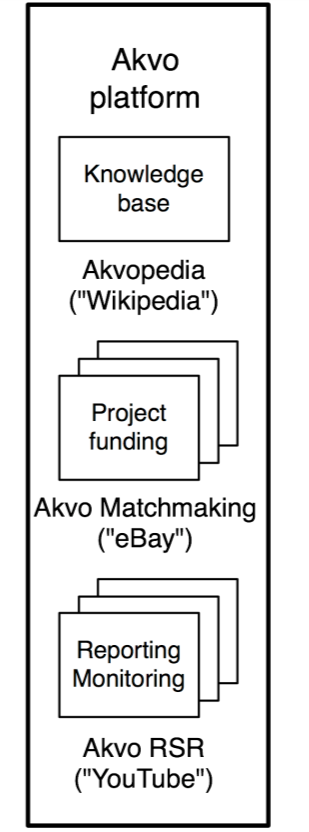 Akvo
platform
Knowledge
base
Akvopedia
("Wikipedia")
Project
funding
Akvo Matchmaking
("eBay")
Reporting
Monitoring
Akvo RSR
("YouTube")